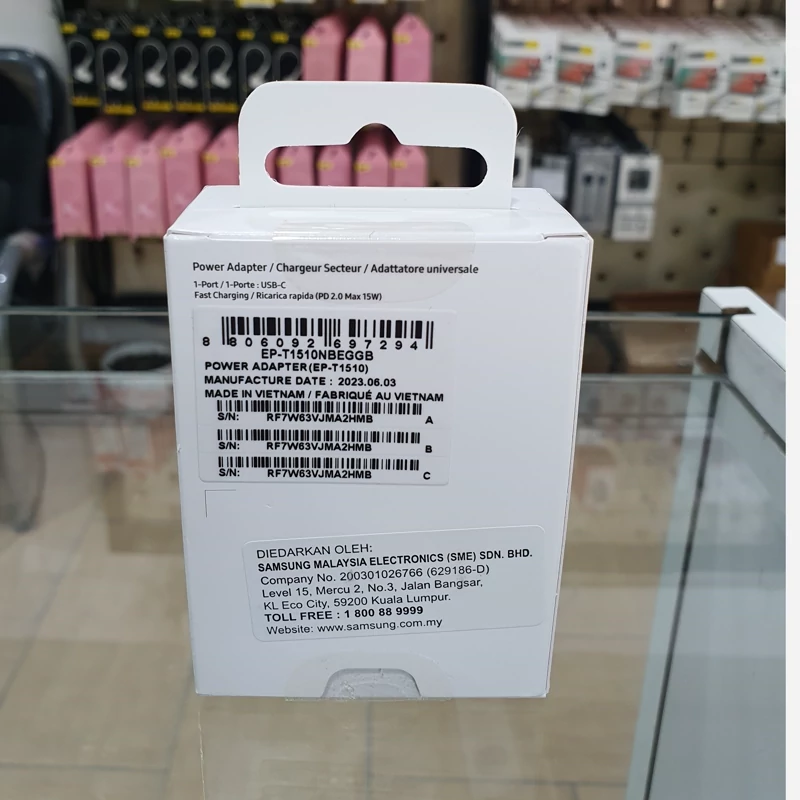 Power Adapter / Chargeur Secteur / Adattatore universale
1-Port / 1-Porte : USB-C
Fast Charging / Ricarica rapida (PD 2.0 Max 15W)
8 806092 697294
EP-T1510NBEGGB
POWER ADAPTER(EP-T1510)
MANUFACTURE DATE : 2023.06.03
MADE IN VIETNAM / FABRIQUÉ AU VIETNAM
S/N: RF7W63VJMA2HMB A
S/N: RF7W63VJMA2HMB B
S/N: RF7W63VJMA2HMB C
DIEDARKAN OLEH:
SAMSUNG MALAYSIA ELECTRONICS (SME) SDN. BHD.
Company No. 200301026766 (629186-D)
Level 15, Mercu 2, No.3, Jalan Bangsar,
KL Eco City, 59200 Kuala Lumpur.
TOLL FREE : 1 800 88 9999
Website: www.samsung.com.my